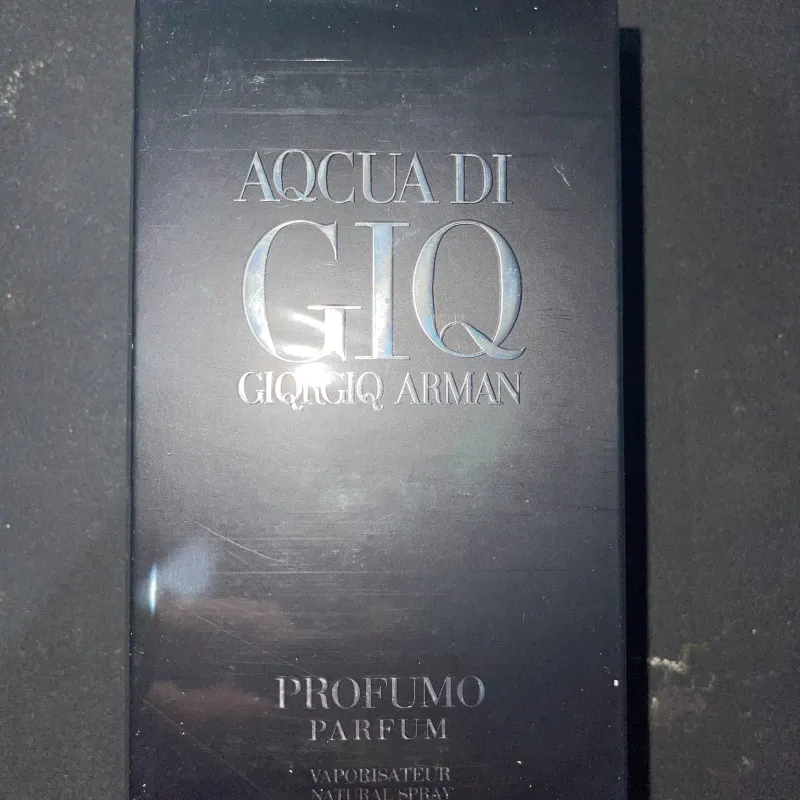 AQCUA DI
GIQ
GIQRGIQ ARMAN
PROFUMO
PARFUM
VAPORISATEUR
NATURAL SPRAY